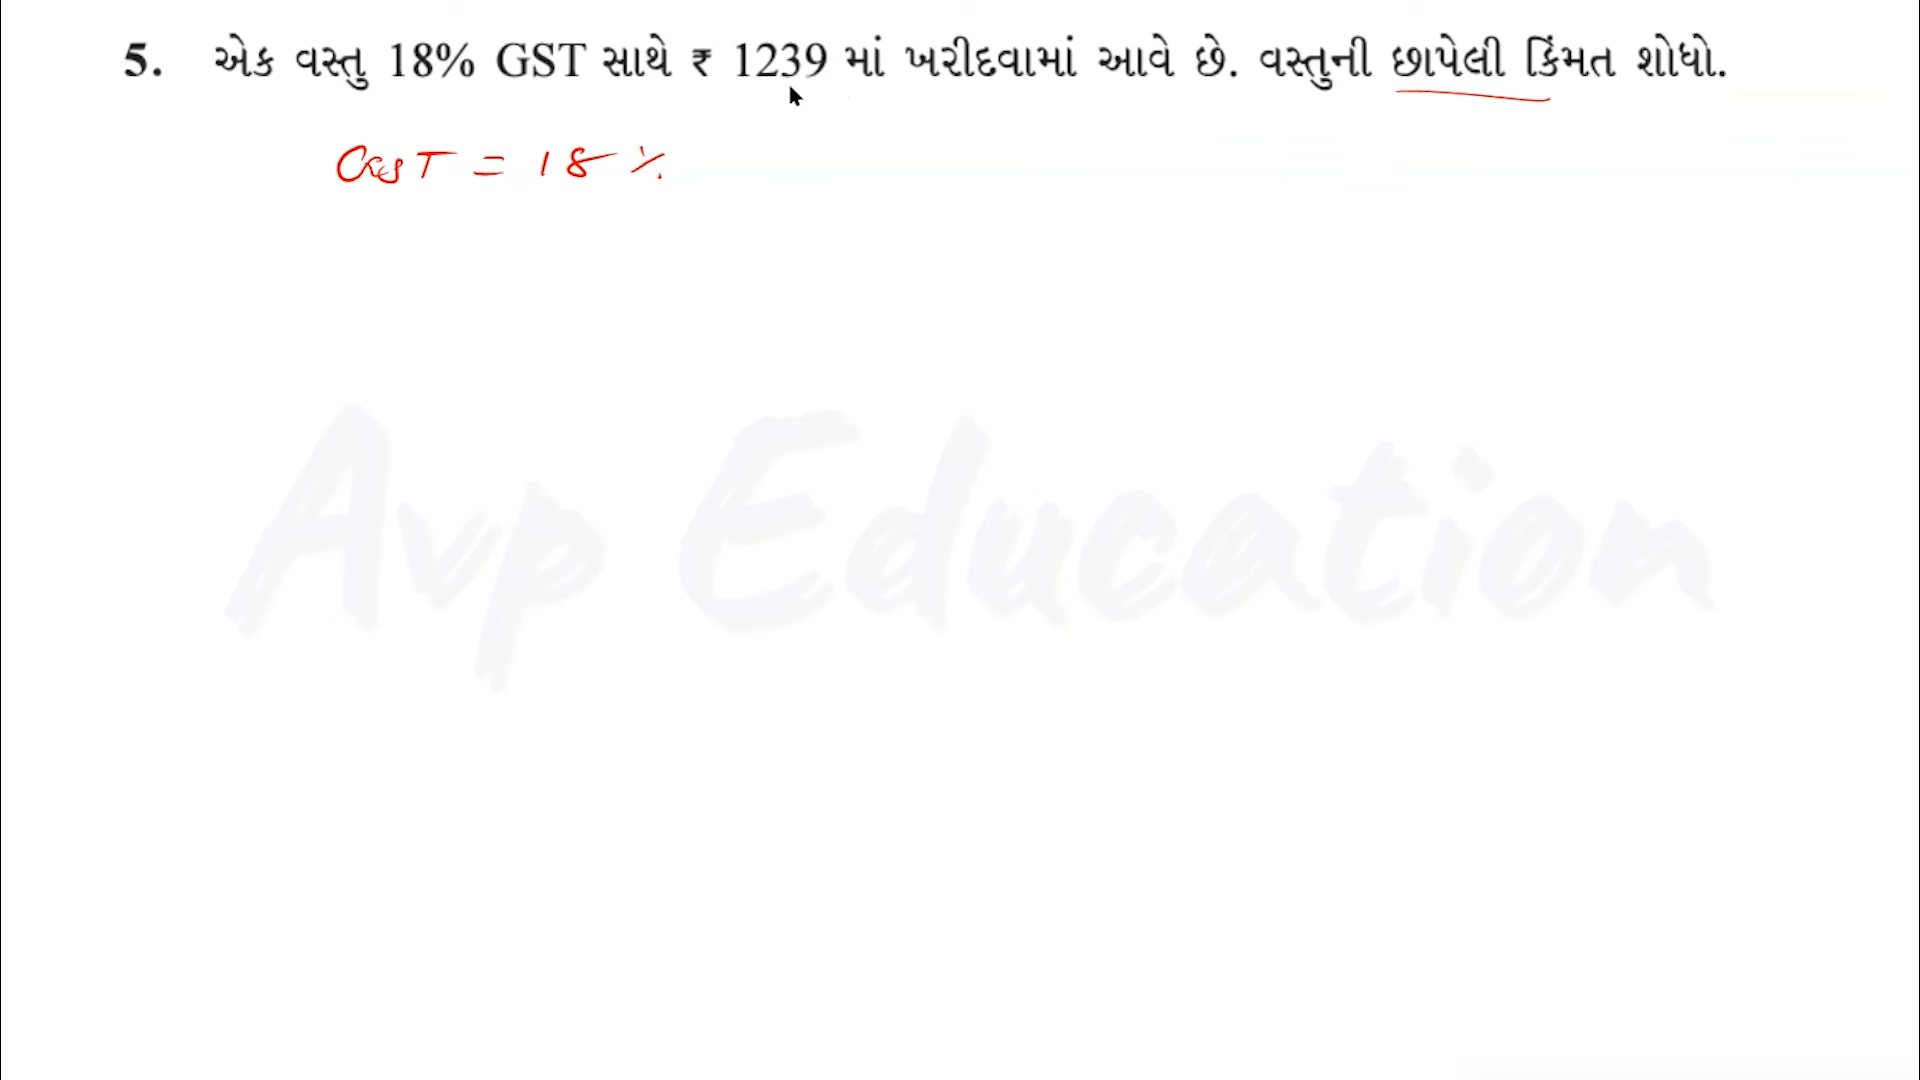 5. એક વસ્તુ 18% GST સાથે ₹ 1239 માં ખરીદવામાં આવે છે. વસ્તુની છાપેલી કિંમત શોધો.
GST = 18 %
Avp Education